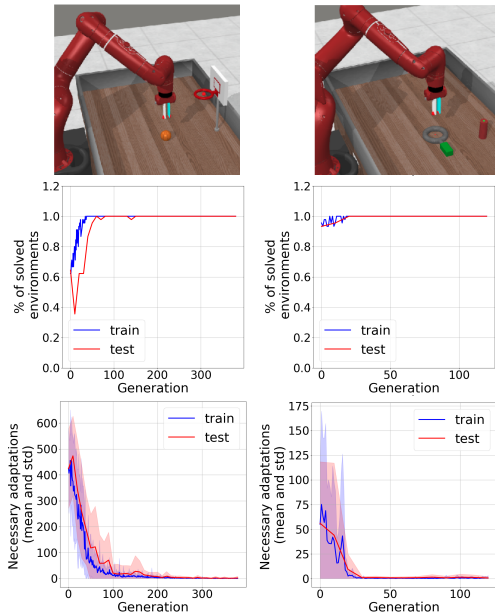 1.2
1.0
0.8
0.6
0.4
0.2
0.0
% of solved
environments
train
test
0 100 200 300
Generation
1.2
1.0
0.8
0.6
0.4
0.2
0.0
% of solved
environments
train
test
0 50 100
Generation
600
500
400
300
200
100
0
Necessary adaptations
(mean and std)
train
test
0 100 200 300
Generation
175
150
125
100
75
50
25
0
Necessary adaptations
(mean and std)
train
test
0 50 100
Generation